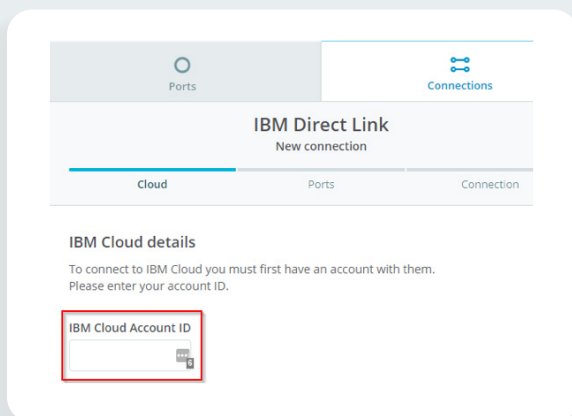 Ports
Connections
IBM Direct Link
New connection
Cloud
Ports
Connection
IBM Cloud details
To connect to IBM Cloud you must first have an account with them.
Please enter your account ID.
IBM Cloud Account ID